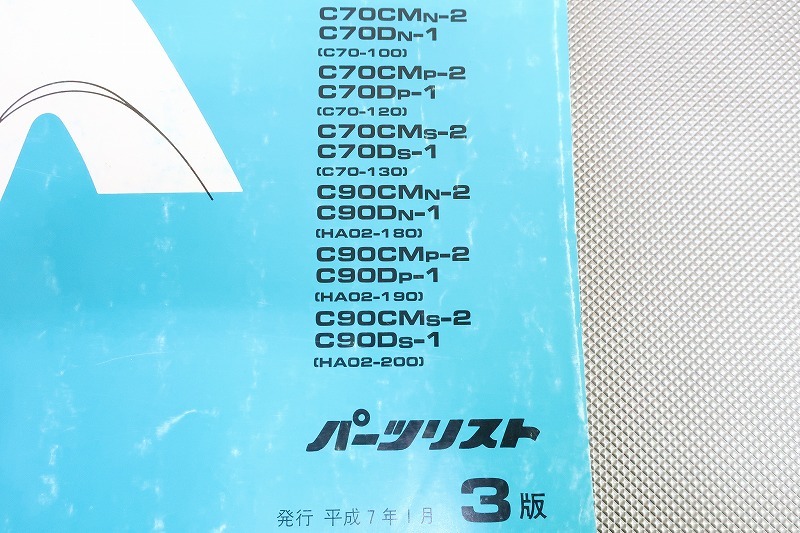 C70CMN-2
C70DN-1
(C70-100)
C70CMP-2
C70DP-1
(C70-120)
C70CMS-2
C70DS-1
(C70-130)
C90CMN-2
C90DN-1
(HA02-180)
C90CMP-2
C90DP-1
(HA02-190)
C90CMS-2
C90DS-1
(HA02-200)
パーツリスト
発行 平成7年1月 3版